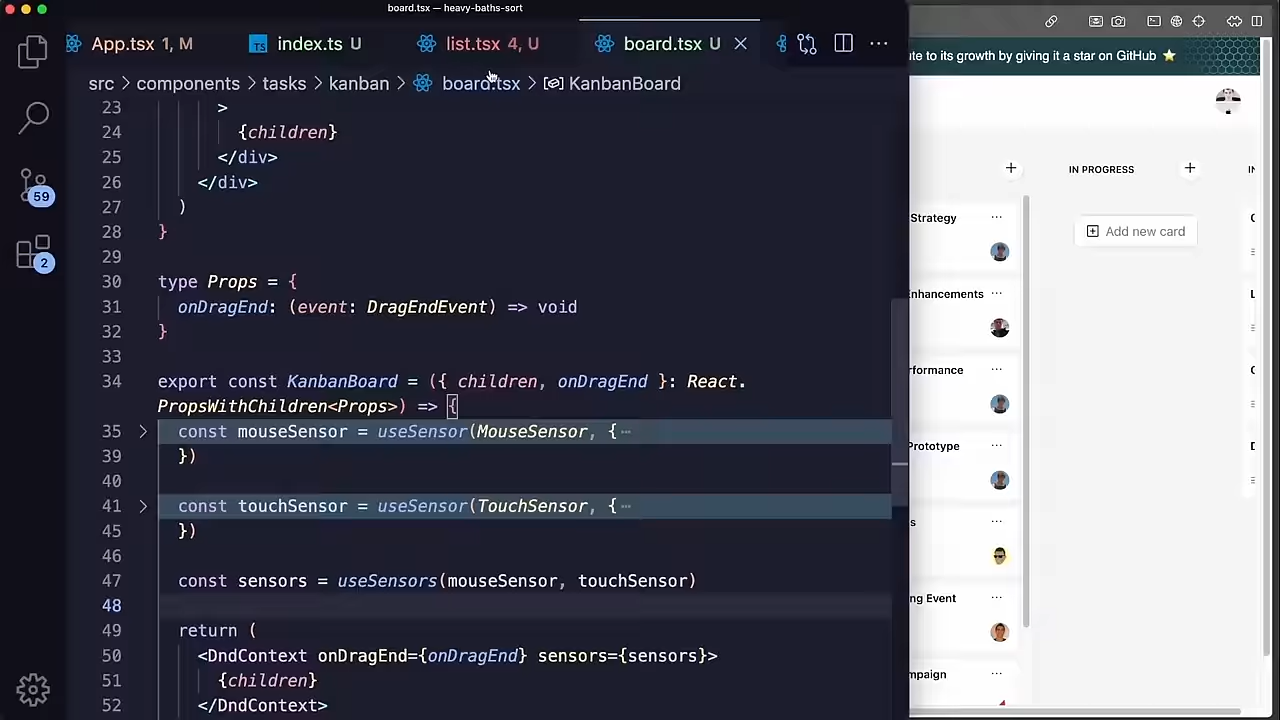 board.tsx — heavy-baths-sort
App.tsx 1, M
TS index.ts U
list.tsx 4, U
board.tsx U
src > components > tasks > kanban > board.tsx > KanbanBoard
23 >
24 {children}
25 </div>
26 </div>
27 )
28 }
29
30 type Props = {
31 onDragEnd: (event: DragEndEvent) => void
32 }
33
34 export const KanbanBoard = ({ children, onDragEnd }: React.
PropsWithChildren<Props>) => {
35 const mouseSensor = useSensor(MouseSensor, { ⋯
39 })
40
41 const touchSensor = useSensor(TouchSensor, { ⋯
45 })
46
47 const sensors = useSensors(mouseSensor, touchSensor)
48
49 return (
50 <DndContext onDragEnd={onDragEnd} sensors={sensors}>
51 {children}
52 </DndContext>
59
2
ute to its growth by giving it a star on GitHub ⭐
IN PROGRESS
IN
Add new card
Strategy
Enhancements
rformance
Prototype
s
ng Event
mpaign